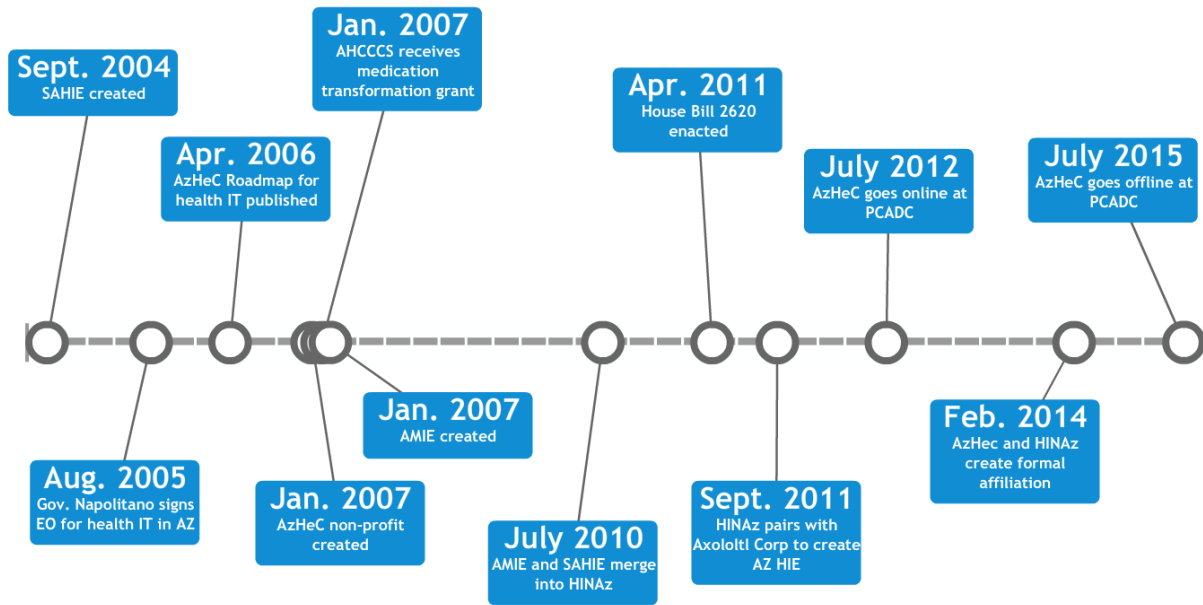 Sept. 2004
SAHIE created
Aug. 2005
Gov. Napolitano signs
EO for health IT in AZ
Apr. 2006
AzHeC Roadmap for
health IT published
Jan. 2007
AHCCCS receives
medication
transformation grant
Jan. 2007
AzHeC non-profit
created
Jan. 2007
AMIE created
July 2010
AMIE and SAHIE merge
into HINAz
Apr. 2011
House Bill 2620
enacted
Sept. 2011
HINAz pairs with
Axololtl Corp to create
AZ HIE
July 2012
AzHeC goes online at
PCADC
Feb. 2014
AzHec and HINAz
create formal
affiliation
July 2015
AzHeC goes offline at
PCADC